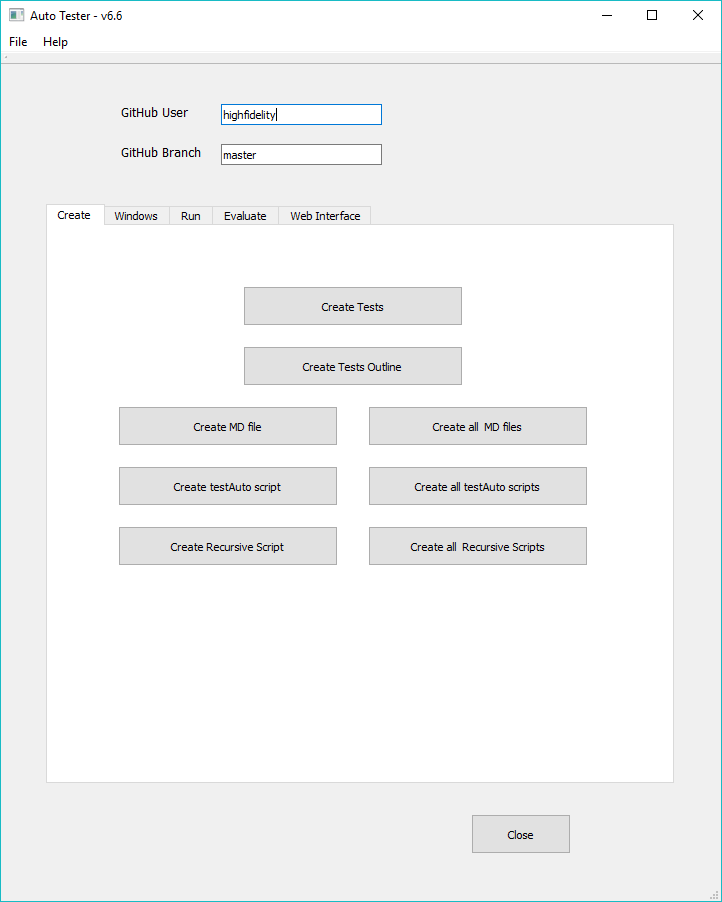 Auto Tester - v6.6
File Help
GitHub User highfidelity
GitHub Branch master
Create Windows Run Evaluate Web Interface
Create Tests
Create Tests Outline
Create MD file Create all  MD files
Create testAuto script Create all testAuto scripts
Create Recursive Script Create all  Recursive Scripts
Close